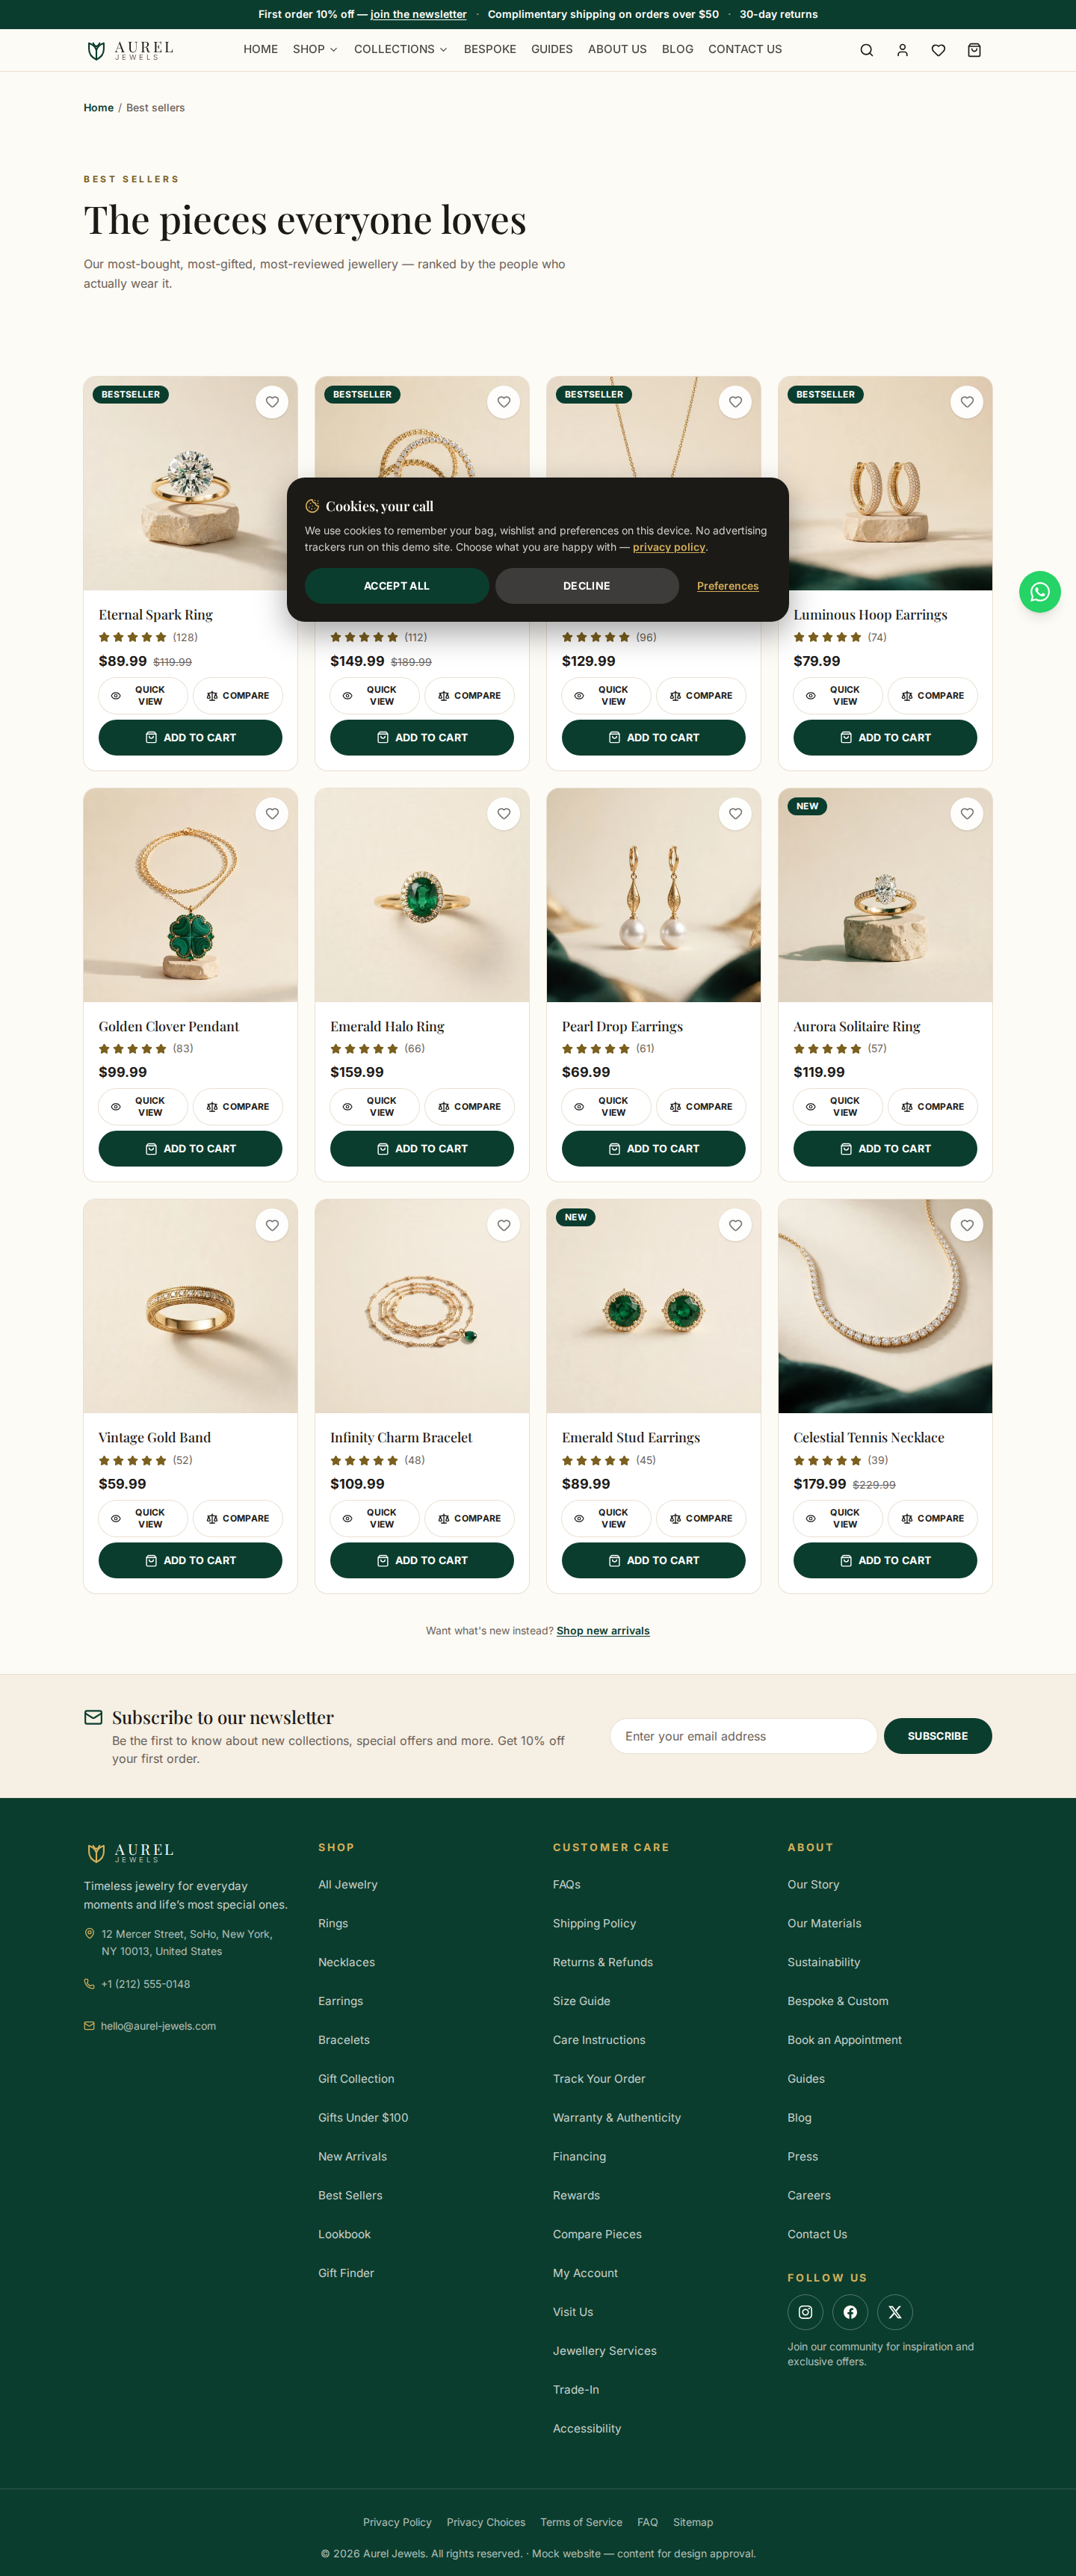 First order 10% off — join the newsletter · Complimentary shipping on orders over $50 · 30-day returns
AUREL
JEWELS
HOME SHOP COLLECTIONS BESPOKE GUIDES ABOUT US BLOG CONTACT US
Home / Best sellers
BEST SELLERS
The pieces everyone loves
Our most-bought, most-gifted, most-reviewed jewellery — ranked by the people who
actually wear it.
BESTSELLER BESTSELLER BESTSELLER BESTSELLER
Cookies, your call
We use cookies to remember your bag, wishlist and preferences on this device. No advertising
trackers run on this demo site. Choose what you are happy with — privacy policy.
ACCEPT ALL DECLINE Preferences
Eternal Spark Ring Luminous Hoop Earrings
(128) (112) (96) (74)
$89.99 $119.99 $149.99 $189.99 $129.99 $79.99
QUICK VIEW COMPARE QUICK VIEW COMPARE QUICK VIEW COMPARE QUICK VIEW COMPARE
ADD TO CART ADD TO CART ADD TO CART ADD TO CART
NEW
Golden Clover Pendant Emerald Halo Ring Pearl Drop Earrings Aurora Solitaire Ring
(83) (66) (61) (57)
$99.99 $159.99 $69.99 $119.99
QUICK VIEW COMPARE QUICK VIEW COMPARE QUICK VIEW COMPARE QUICK VIEW COMPARE
ADD TO CART ADD TO CART ADD TO CART ADD TO CART
NEW
Vintage Gold Band Infinity Charm Bracelet Emerald Stud Earrings Celestial Tennis Necklace
(52) (48) (45) (39)
$59.99 $109.99 $89.99 $179.99 $229.99
QUICK VIEW COMPARE QUICK VIEW COMPARE QUICK VIEW COMPARE QUICK VIEW COMPARE
ADD TO CART ADD TO CART ADD TO CART ADD TO CART
Want what's new instead? Shop new arrivals
Subscribe to our newsletter
Be the first to know about new collections, special offers and more. Get 10% off
your first order.
Enter your email address SUBSCRIBE
AUREL
JEWELS
Timeless jewelry for everyday
moments and life’s most special ones.
12 Mercer Street, SoHo, New York,
NY 10013, United States
+1 (212) 555-0148
hello@aurel-jewels.com
SHOP
All Jewelry
Rings
Necklaces
Earrings
Bracelets
Gift Collection
Gifts Under $100
New Arrivals
Best Sellers
Lookbook
Gift Finder
CUSTOMER CARE
FAQs
Shipping Policy
Returns & Refunds
Size Guide
Care Instructions
Track Your Order
Warranty & Authenticity
Financing
Rewards
Compare Pieces
My Account
Visit Us
Jewellery Services
Trade-In
Accessibility
ABOUT
Our Story
Our Materials
Sustainability
Bespoke & Custom
Book an Appointment
Guides
Blog
Press
Careers
Contact Us
FOLLOW US
Join our community for inspiration and
exclusive offers.
Privacy Policy Privacy Choices Terms of Service FAQ Sitemap
© 2026 Aurel Jewels. All rights reserved. · Mock website — content for design approval.